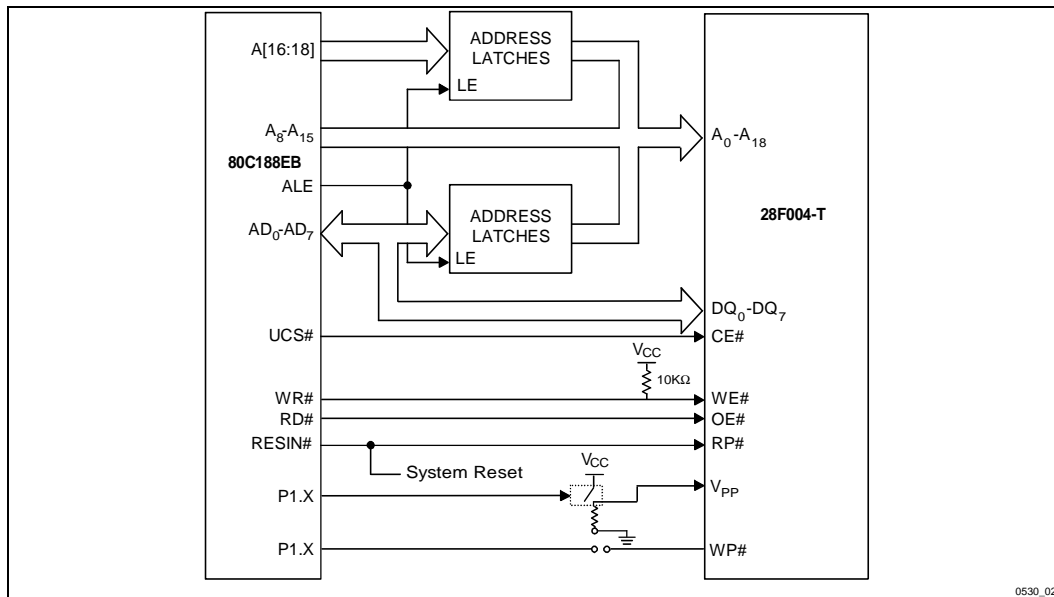 A[16:18]
ADDRESS
LATCHES
LE
A8-A15
A0-A18
80C188EB
ALE
ADDRESS
LATCHES
28F004-T
AD0-AD7
LE
DQ0-DQ7
UCS#
CE#
VCC
10KΩ
WR#
WE#
RD#
OE#
RESIN#
RP#
System Reset
VCC
P1.X
VPP
P1.X
WP#
0530_02